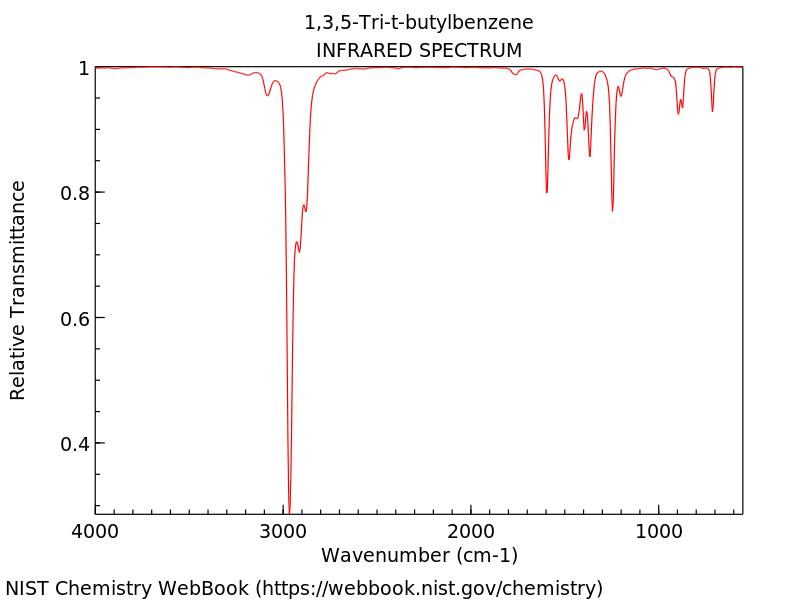 1,3,5-Tri-t-butylbenzene
INFRARED SPECTRUM
1
0.8
0.6
0.4
Relative Transmittance
4000 3000 2000 1000
Wavenumber (cm-1)
NIST Chemistry WebBook (https://webbook.nist.gov/chemistry)